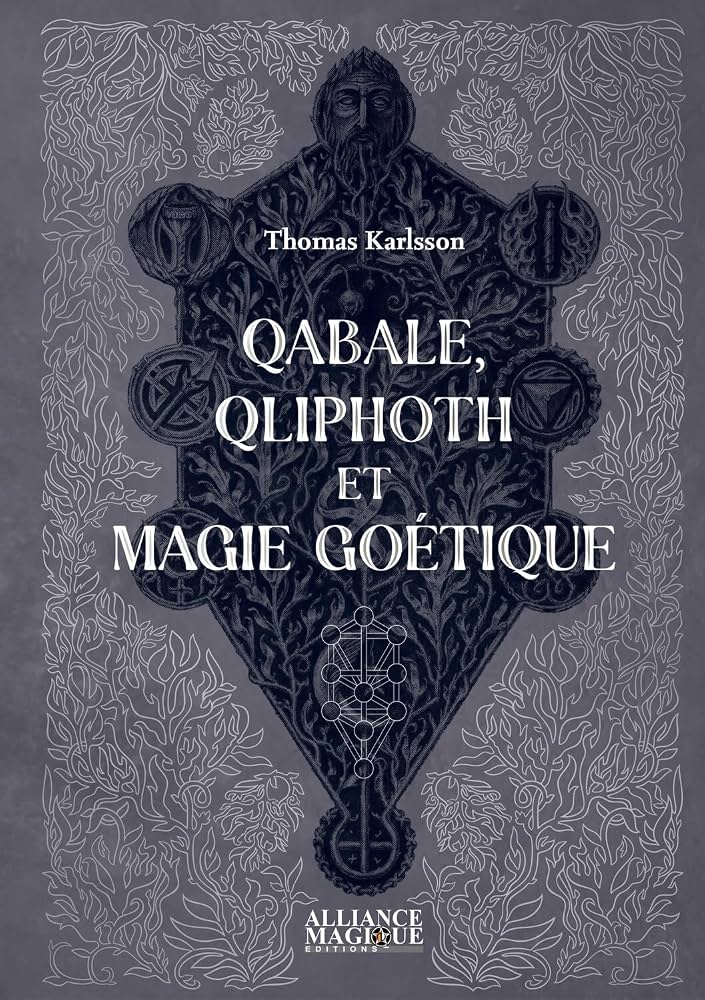 Thomas Karlsson
QABALE,
QLIPHOTH
ET
MAGIE GOÉTIQUE
ALLIANCE
MAGIQUE
EDITIONS